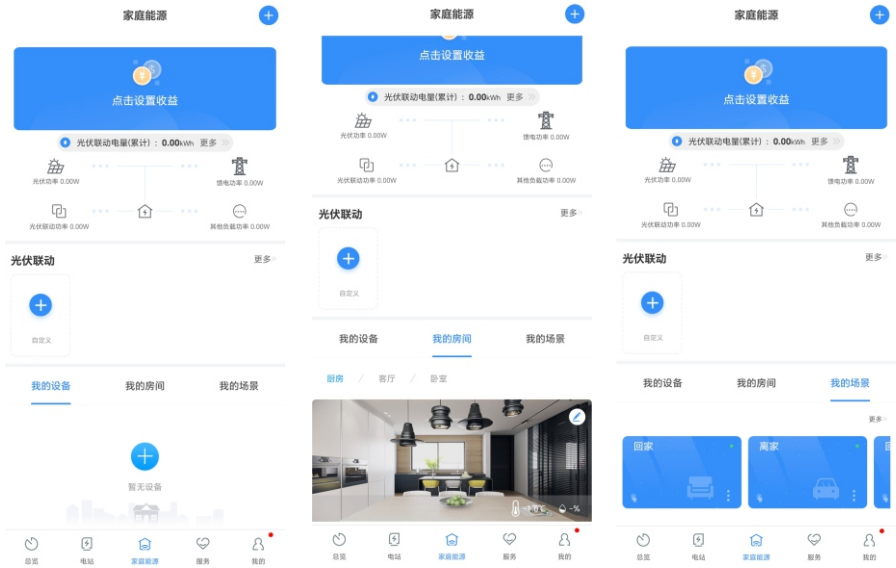 家庭能源
点击设置收益
光伏联动电量(累计) : 0.00kWh 更多
光伏功率 0.00W
馈电功率 0.00W
光伏联动功率 0.00W
其他负载功率 0.00W
光伏联动
更多
自定义
我的设备
我的房间
我的场景
暂无设备
总览
电站
家庭能源
服务
我的
家庭能源
点击设置收益
光伏联动电量(累计) : 0.00kWh 更多
光伏功率 0.00W
馈电功率 0.00W
光伏联动功率 0.00W
其他负载功率 0.00W
光伏联动
更多
自定义
我的设备
我的房间
我的场景
厨房 / 客厅 / 卧室
-%
总览
电站
家庭能源
服务
我的
家庭能源
点击设置收益
光伏联动电量(累计) : 0.00kWh 更多
光伏功率 0.00W
馈电功率 0.00W
光伏联动功率 0.00W
其他负载功率 0.00W
光伏联动
更多
自定义
我的设备
我的房间
我的场景
更多
回家
离家
总览
电站
家庭能源
服务
我的